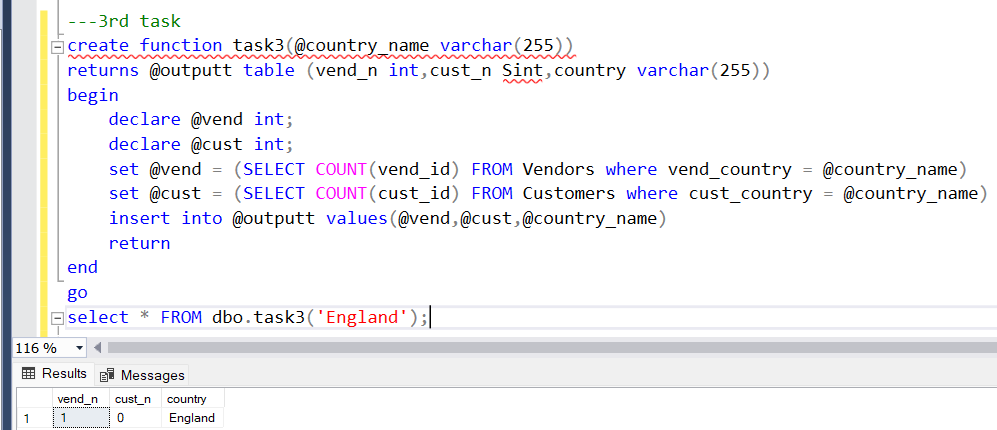 ---3rd task
create function task3(@country_name varchar(255))
returns @outputt table (vend_n int,cust_n Sint,country varchar(255))
begin
declare @vend int;
declare @cust int;
set @vend = (SELECT COUNT(vend_id) FROM Vendors where vend_country = @country_name)
set @cust = (SELECT COUNT(cust_id) FROM Customers where cust_country = @country_name)
insert into @outputt values(@vend,@cust,@country_name)
return
end
go
select * FROM dbo.task3('England');
116 %
Results Messages
vend_n cust_n country
1 1 0 England